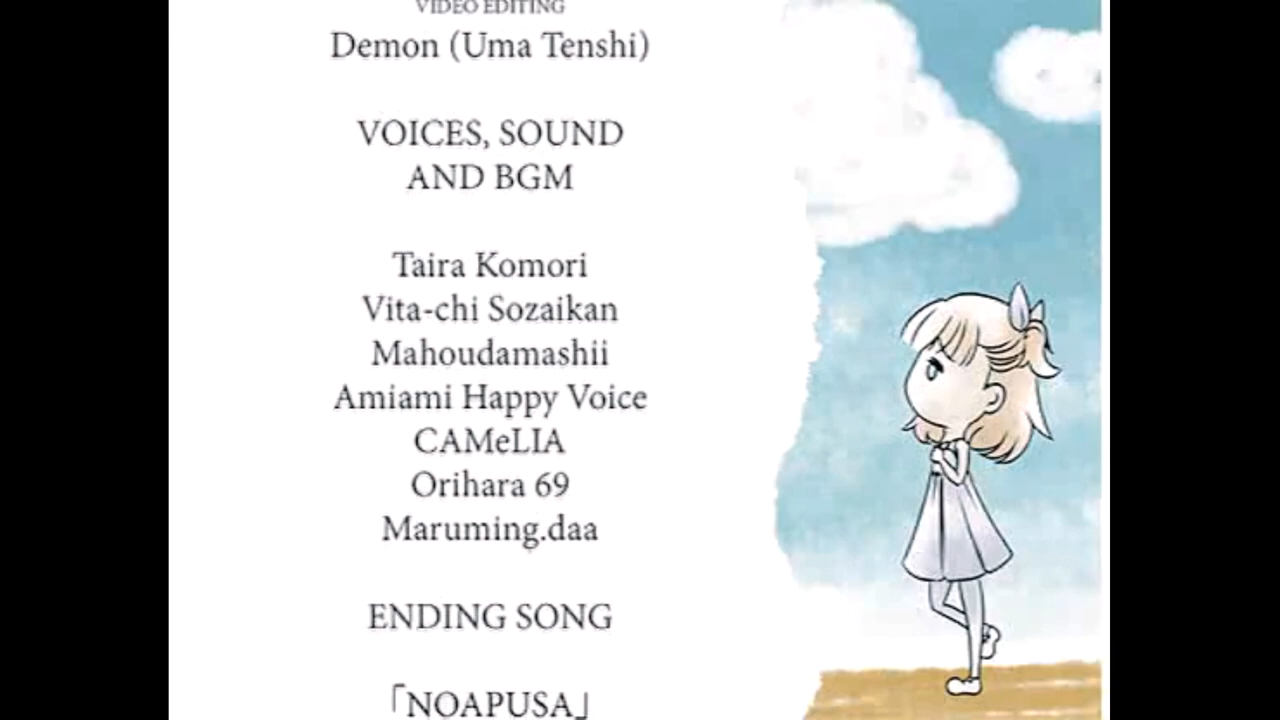 VIDEO EDITING
Demon (Uma Tenshi)
VOICES, SOUND
AND BGM
Taira Komori
Vita-chi Sozaikan
Mahoudamashii
Amiami Happy Voice
CAMeLIA
Orihara 69
Maruming.daa
ENDING SONG
「NOAPUSA」